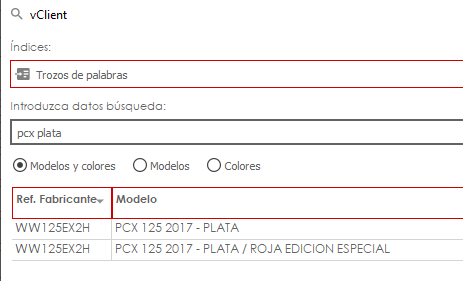 vClient
Índices:
Trozos de palabras
Introduzca datos búsqueda:
pcx plata
Modelos y colores Modelos Colores
Ref. Fabricante Modelo
WW125EX2H PCX 125 2017 - PLATA
WW125EX2H PCX 125 2017 - PLATA / ROJA EDICION ESPECIAL